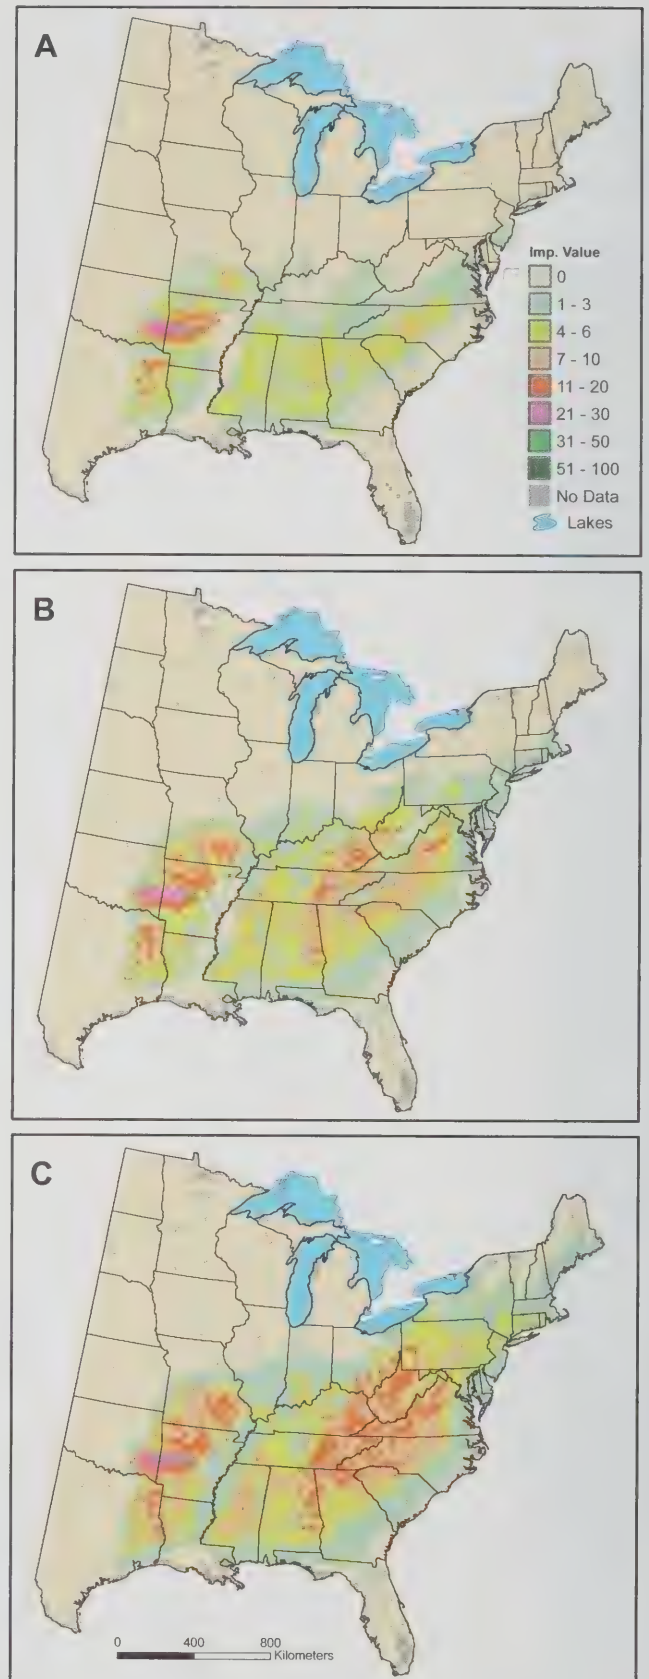 A
Imp. Value
0
1 - 3
4 - 6
7 - 10
11 - 20
21 - 30
31 - 50
51 - 100
No Data
Lakes
B
C
0 400 800
Kilometers